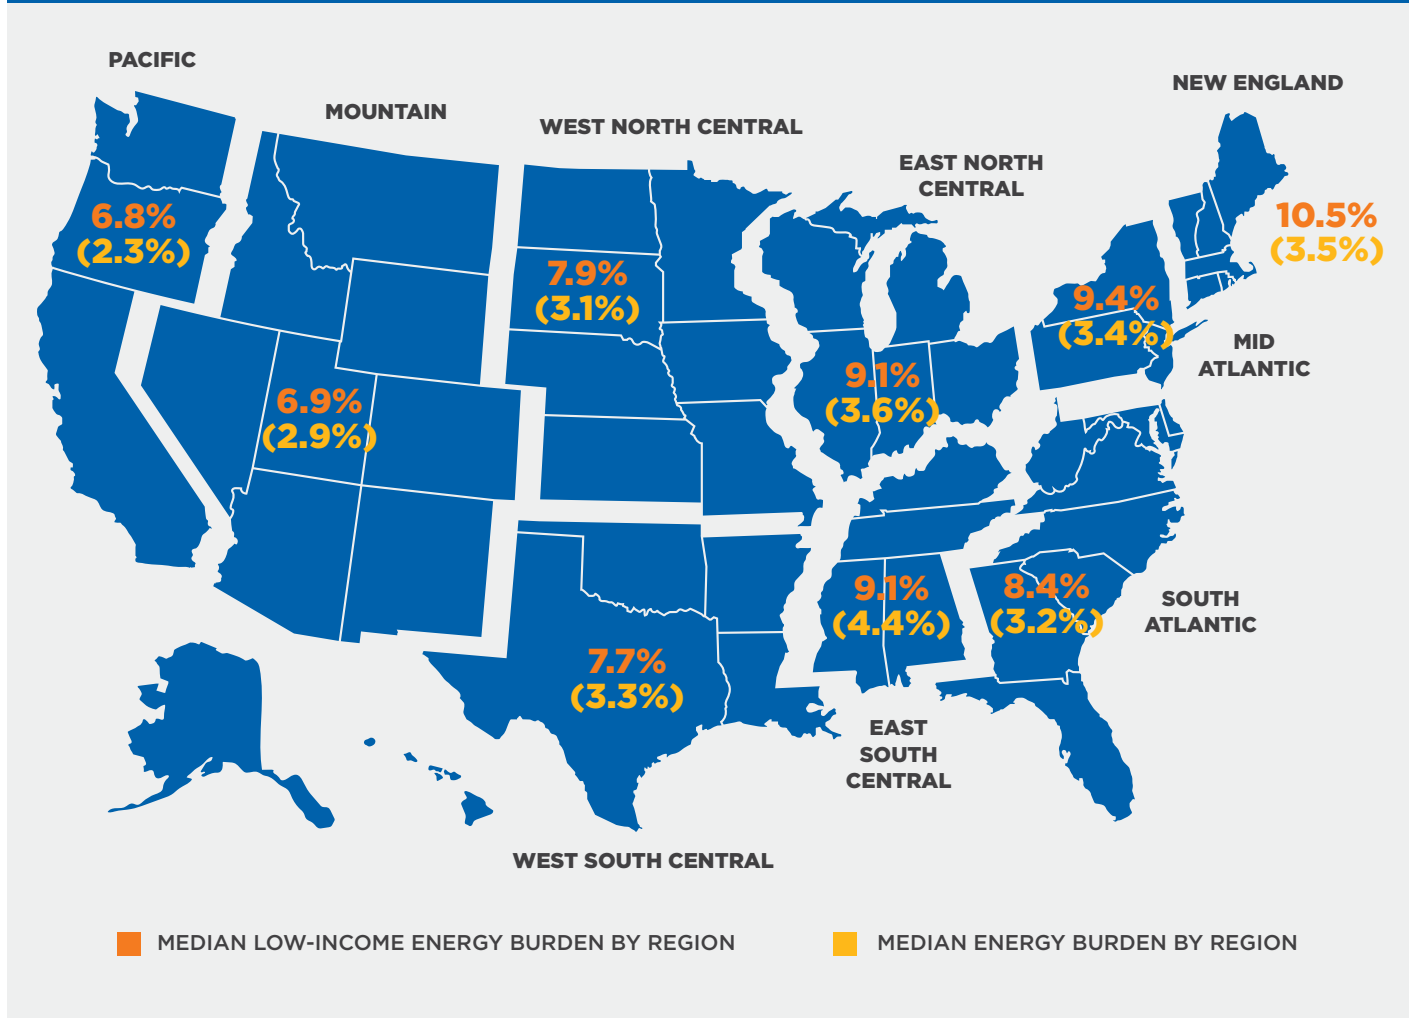 PACIFIC
MOUNTAIN
WEST NORTH CENTRAL
EAST NORTH
CENTRAL
NEW ENGLAND
6.8%
(2.3%)
7.9%
(3.1%)
10.5%
(3.5%)
9.4%
(3.4%)
MID
ATLANTIC
6.9%
(2.9%)
9.1%
(3.6%)
9.1%
(4.4%)
8.4%
(3.2%)
SOUTH
ATLANTIC
7.7%
(3.3%)
EAST
SOUTH
CENTRAL
WEST SOUTH CENTRAL
MEDIAN LOW-INCOME ENERGY BURDEN BY REGION
MEDIAN ENERGY BURDEN BY REGION